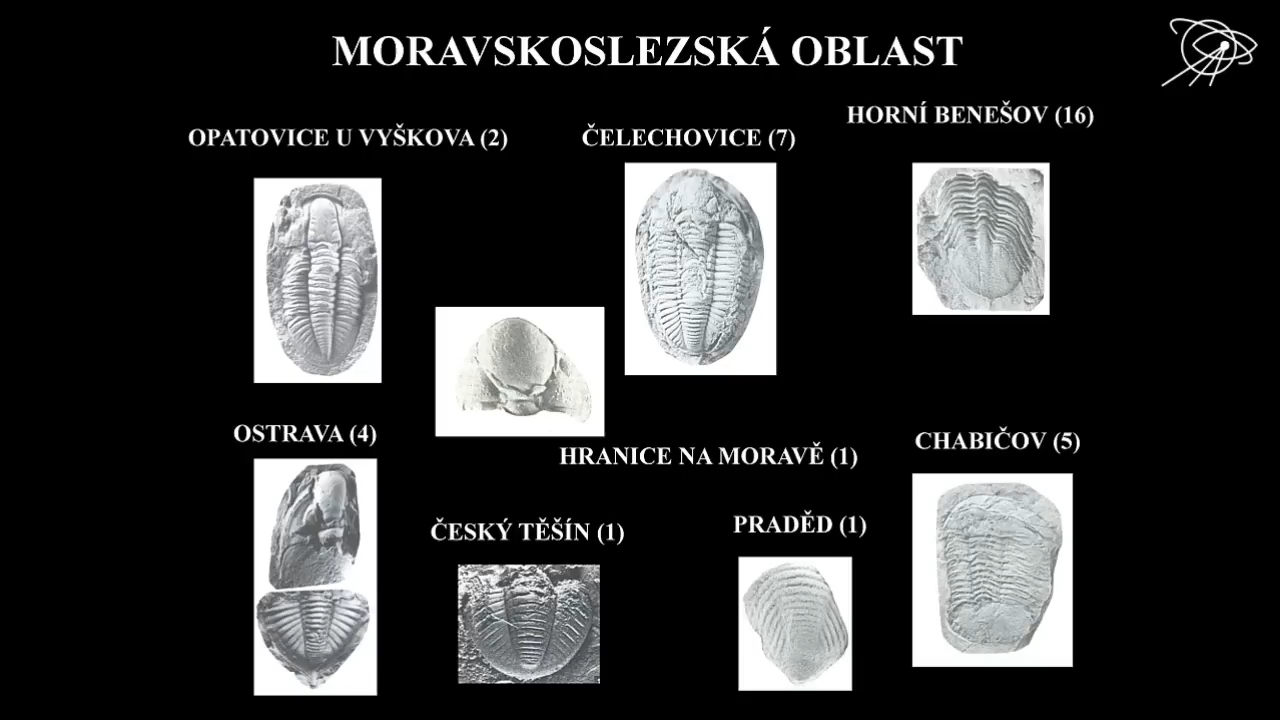 MORAVSKOSLEZSKÁ OBLAST
HORNÍ BENEŠOV (16)
OPATOVICE U VYŠKOVA (2)
ČELECHOVICE (7)
OSTRAVA (4)
CHABIČOV (5)
HRANICE NA MORAVĚ (1)
ČESKÝ TĚŠÍN (1)
PRADĚD (1)